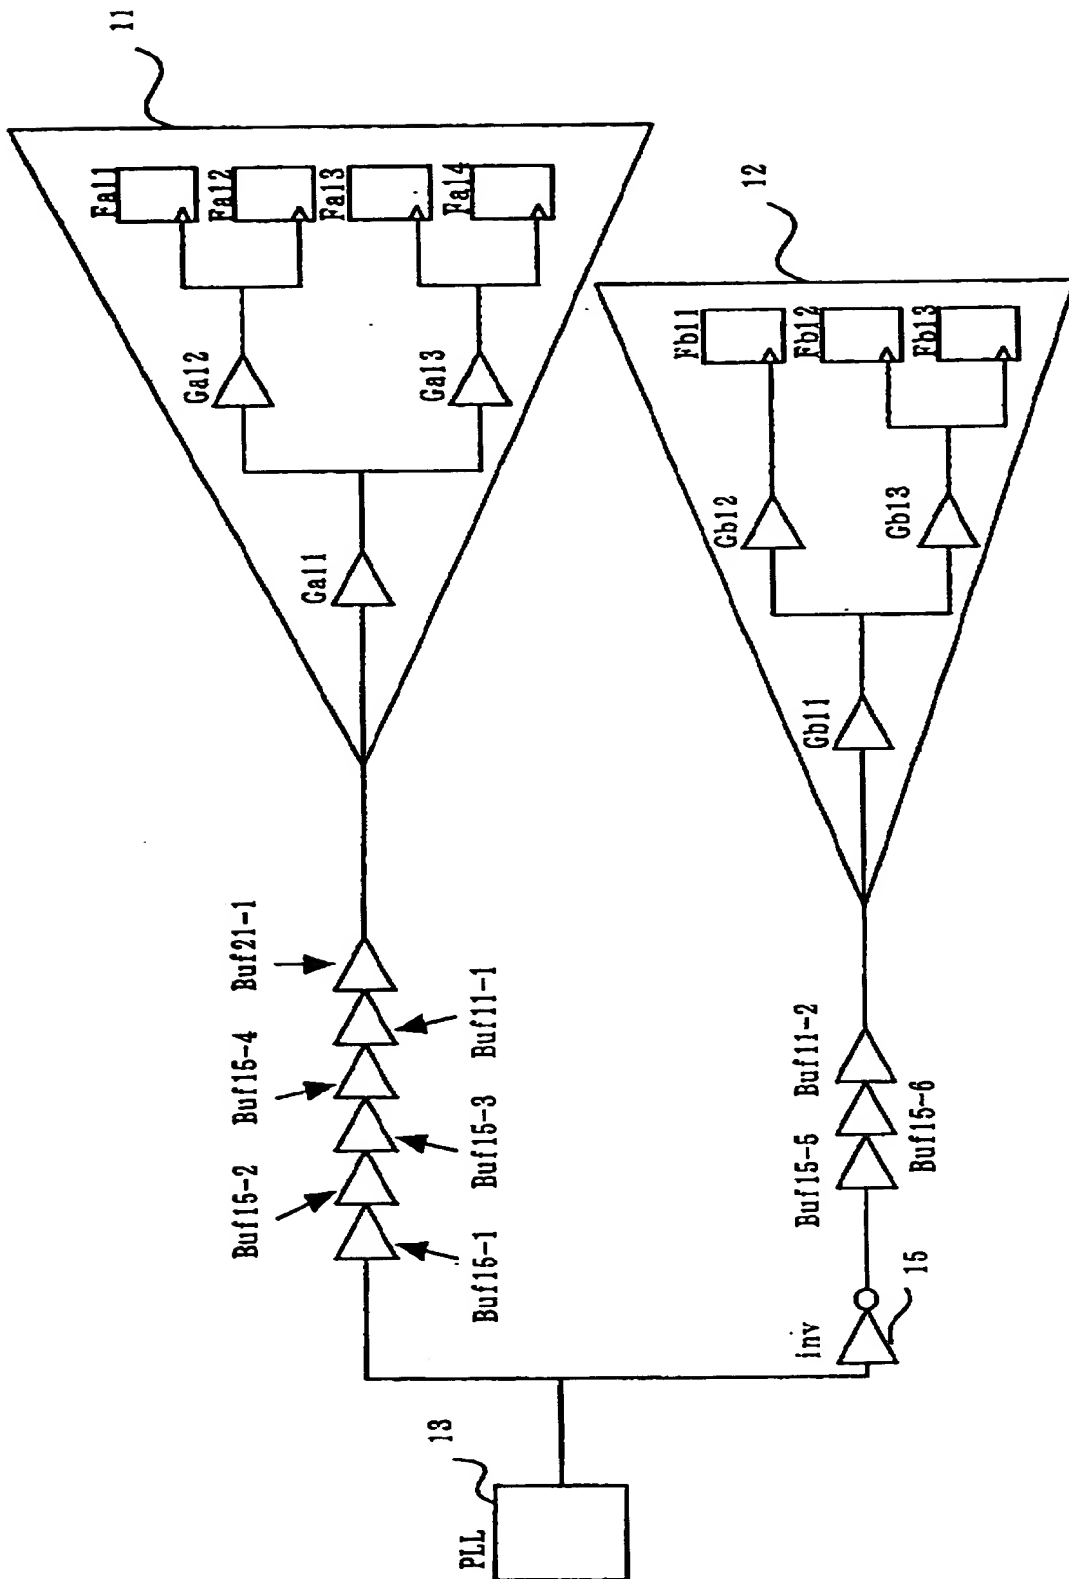 11
Fa11
Fa12
Fa13
Fa14
Ga12
Ga13
Ga11
12
Fb11
Fb12
Fb13
Gb12
Gb13
Gb11
Buf21-1
Buf11-1
Buf15-4
Buf15-3
Buf15-2
Buf15-1
Buf11-2
Buf15-6
Buf15-5
15
inv
13
PLL